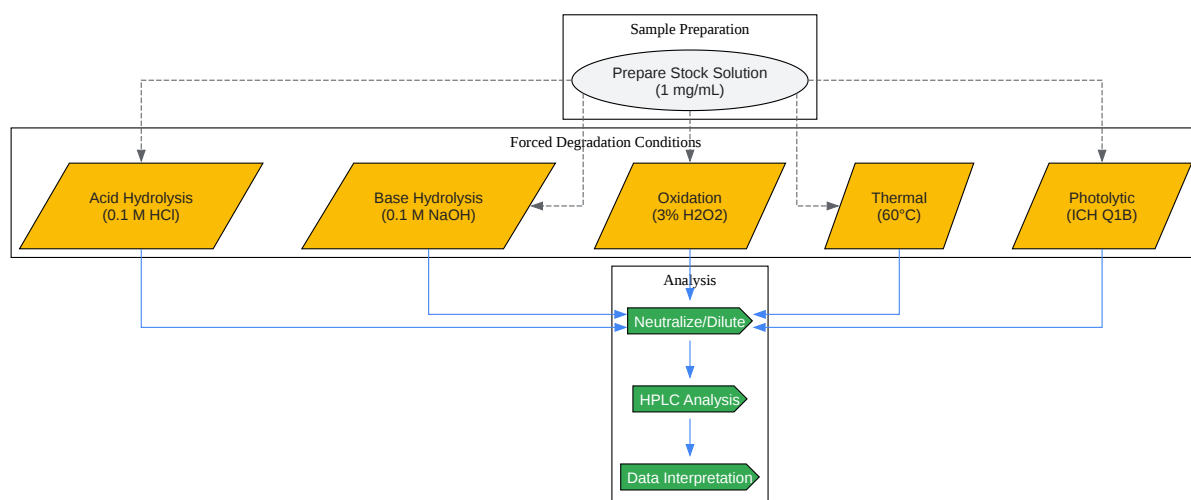 Sample Preparation
Prepare Stock Solution
(1 mg/mL)
Forced Degradation Conditions
Acid Hydrolysis
(0.1 M HCl)
Base Hydrolysis
(0.1 M NaOH)
Oxidation
(3% H2O2)
Thermal
(60°C)
Photolytic
(ICH Q1B)
Analysis
Neutralize/Dilute
HPLC Analysis
Data Interpretation